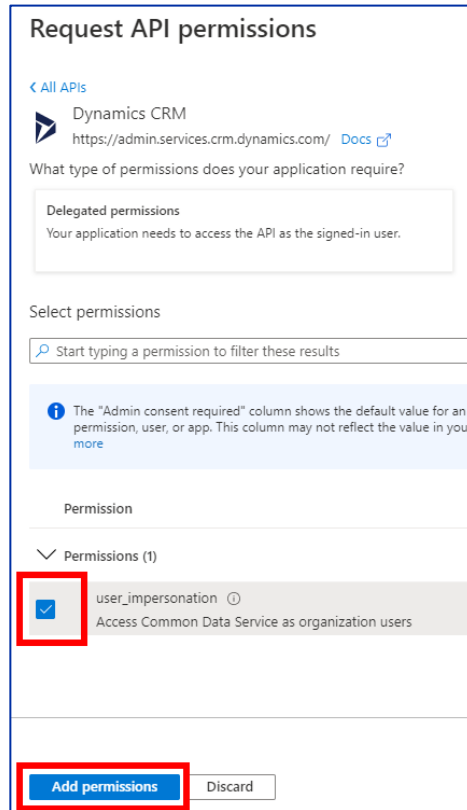 Request API permissions
All APIs
Dynamics CRM
https://admin.services.crm.dynamics.com/ Docs
What type of permissions does your application require?
Delegated permissions
Your application needs to access the API as the signed-in user.
Select permissions
Start typing a permission to filter these results
The "Admin consent required" column shows the default value for an
permission, user, or app. This column may not reflect the value in you
more
Permission
Permissions (1)
user_impersonation
Access Common Data Service as organization users
Add permissions Discard